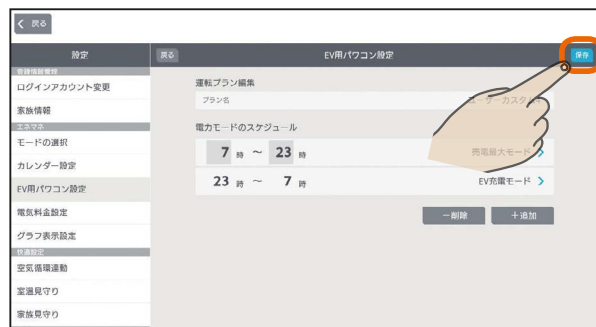 戻る
設定
戻る
EV用パワコン設定
保存
登録情報管理
ログインアカウント変更
家族情報
エネマネ
モードの選択
カレンダー設定
EV用パワコン設定
電気料金設定
グラフ表示設定
快適設定
空気循環連動
室温見守り
家族見守り
運転プラン編集
プラン名
ユーザーカスタム1
電力モードのスケジュール
7 時 ～ 23 時
売電最大モード
23 時 ～ 7 時
EV充電モード
－削除
＋追加